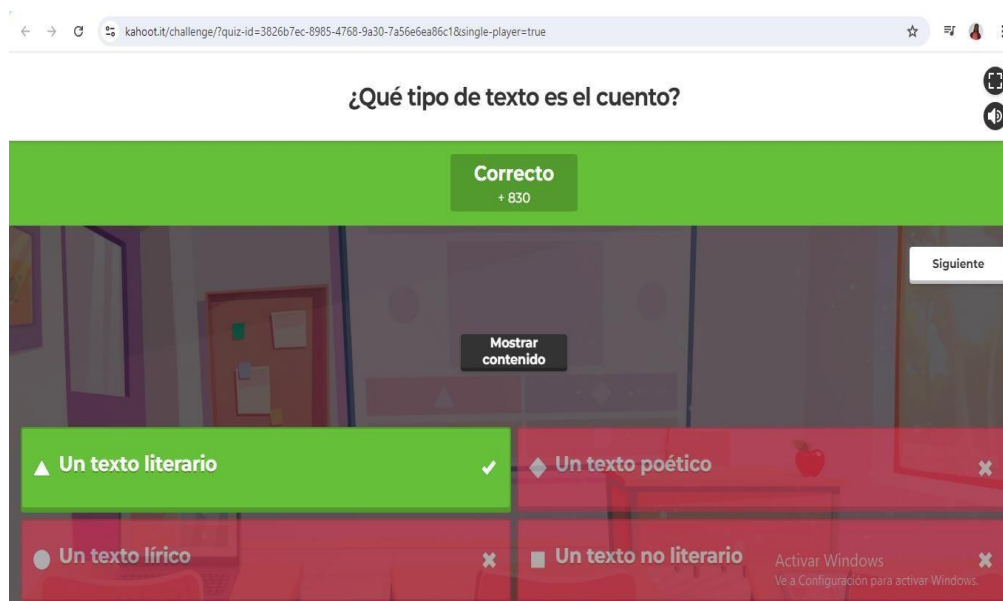 kahoot.it/challenge/?quiz-id=3826b7ec-8985-4768-9a30-7a56e6ea86c1&single-player=true
¿Qué tipo de texto es el cuento?
Correcto
+ 830
Siguiente
Mostrar
contenido
Un texto literario
Un texto poético
Un texto lírico
Un texto no literario
Activar Windows
Ve a Configuración para activar Windows.